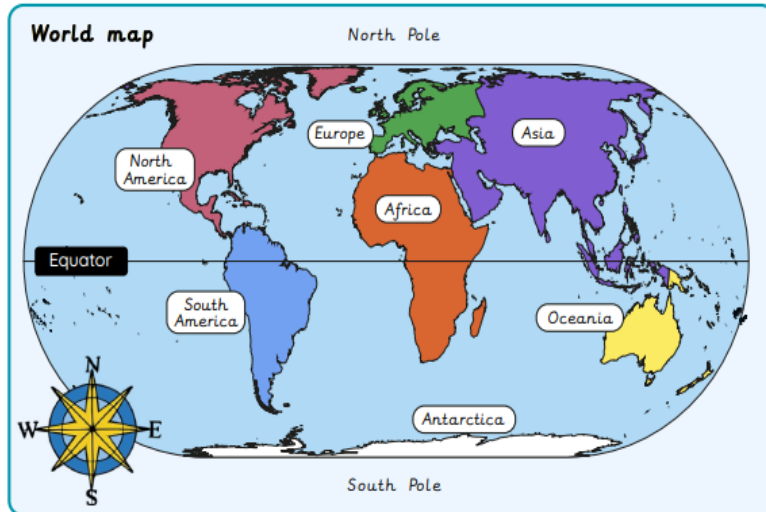 World map
North Pole
Europe
Asia
North
America
Africa
Equator
South
America
Oceania
N
W
E
S
Antarctica
South Pole